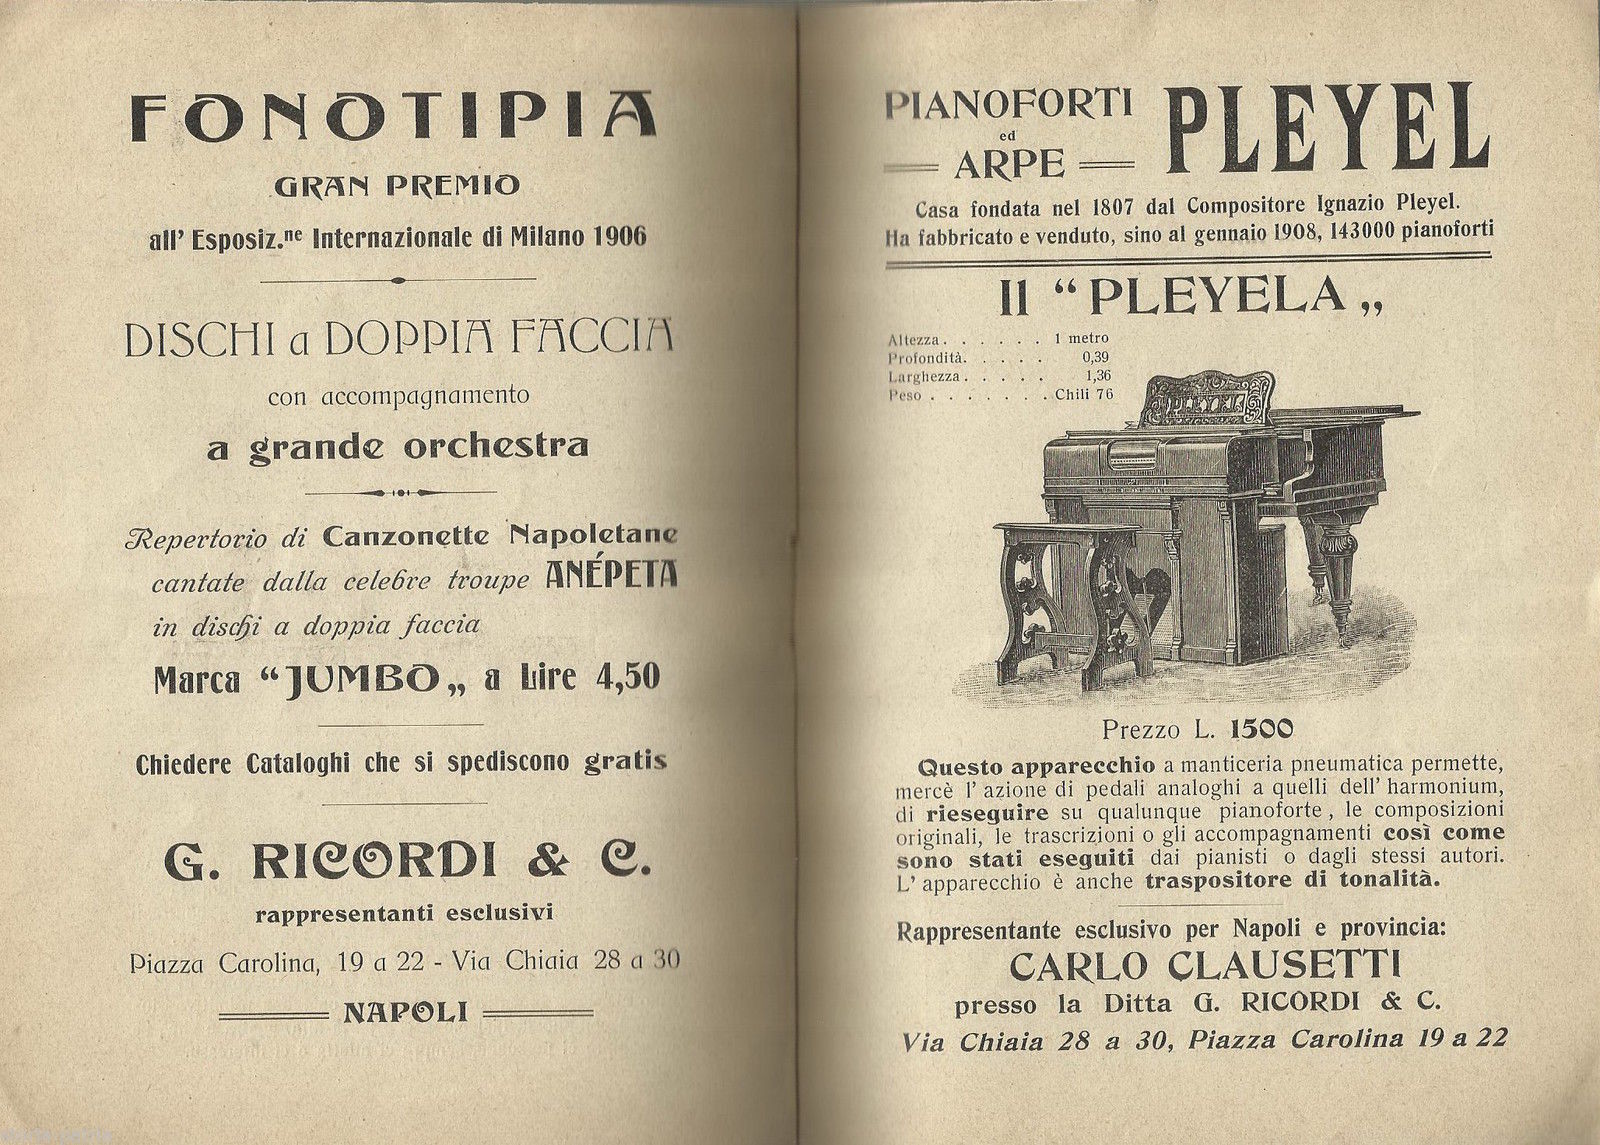 FONOTIPIA
GRAN PREMIO
all' Esposiz.ne Internazionale di Milano 1906
DISCHI a DOPPIA FACCIA
con accompagnamento
a grande orchestra
Repertorio di Canzonette Napoletane
cantate dalla celebre troupe ANÉPETA
in dischi a doppia faccia
Marca “JUMBO„ a Lire 4,50
Chiedere Cataloghi che si spediscono gratis
G. RICORDI & C.
rappresentanti esclusivi
Piazza Carolina, 19 a 22 - Via Chiaia 28 a 30
NAPOLI
PIANOFORTI
ed
ARPE
PLEYEL
Casa fondata nel 1807 dal Compositore Ignazio Pleyel.
Ha fabbricato e venduto, sino al gennaio 1908, 143000 pianoforti
Il “PLEYELA„
Altezza . . . . . . 1 metro
Profondità. . . . . 0,39
Larghezza . . . . . 1,36
Peso . . . . . . . Chili 76
PLEYEL
Prezzo L. 1500
Questo apparecchio a manticeria pneumatica permette,
mercè l' azione di pedali analoghi a quelli dell' harmonium,
di rieseguire su qualunque pianoforte, le composizioni
originali, le trascrizioni o gli accompagnamenti così come
sono stati eseguiti dai pianisti o dagli stessi autori.
L' apparecchio è anche traspositore di tonalità.
Rappresentante esclusivo per Napoli e provincia:
CARLO CLAUSETTI
presso la Ditta G. RICORDI & C.
Via Chiaia 28 a 30, Piazza Carolina 19 a 22